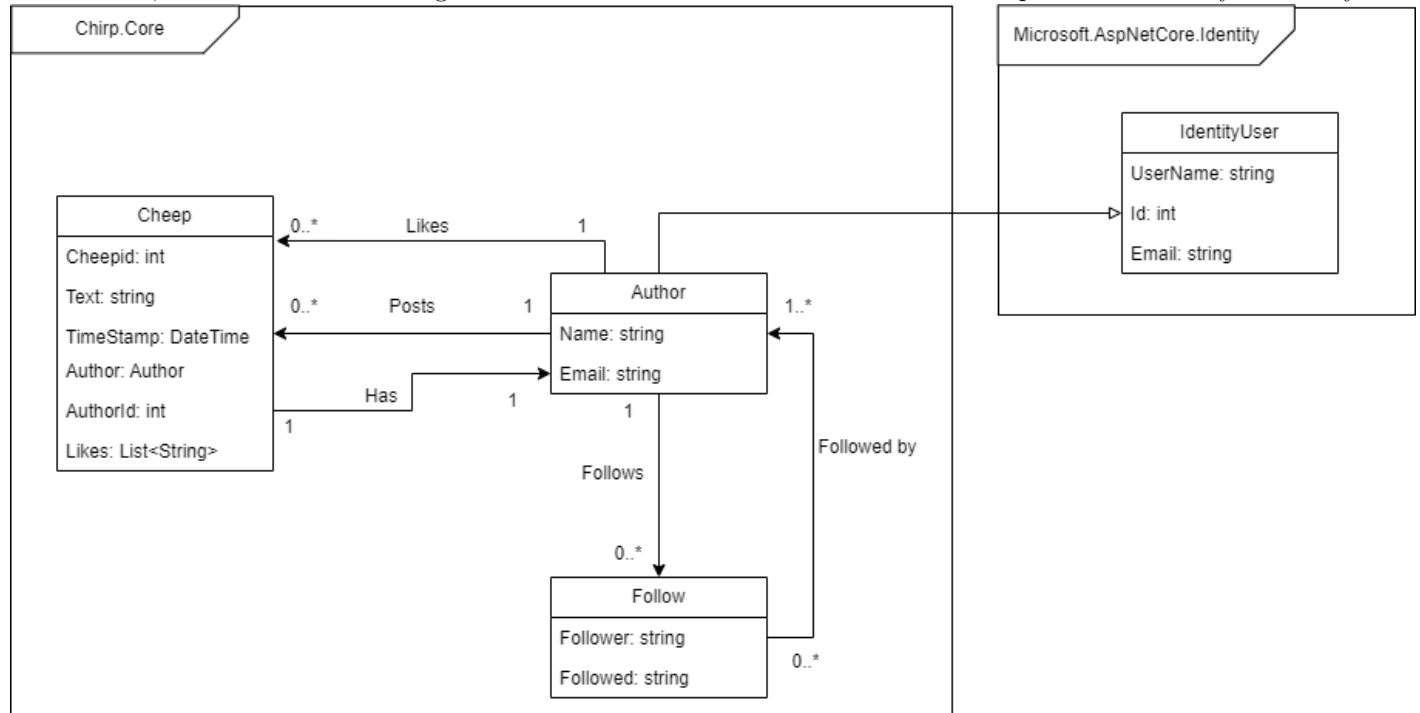 Chirp.Core
Microsoft.AspNetCore.Identity
IdentityUser
UserName: string
Id: int
Email: string
Cheep
Cheepid: int
Text: string
TimeStamp: DateTime
Author: Author
AuthorId: int
Likes: List<String>
0..* Likes 1
0..* Posts 1
1 Has 1
Author
Name: string
Email: string
1..*
1
Follows
0..*
Followed by
0..*
Follow
Follower: string
Followed: string